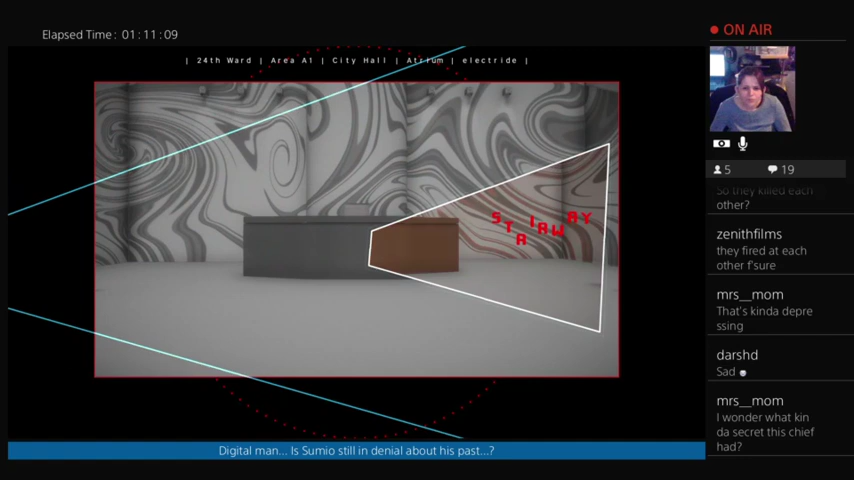 Elapsed Time: 01:11:09
ON AIR
| 24th Ward | Area A1 | City Hall | Atrium | electride |
5 19
STAIRWAY
So they killed each
other?
zenithfilms
they fired at each
other f'sure
mrs__mom
That's kinda depre
ssing
darshd
Sad
mrs__mom
I wonder what kin
da secret this chief
had?
Digital man... Is Sumio still in denial about his past...?